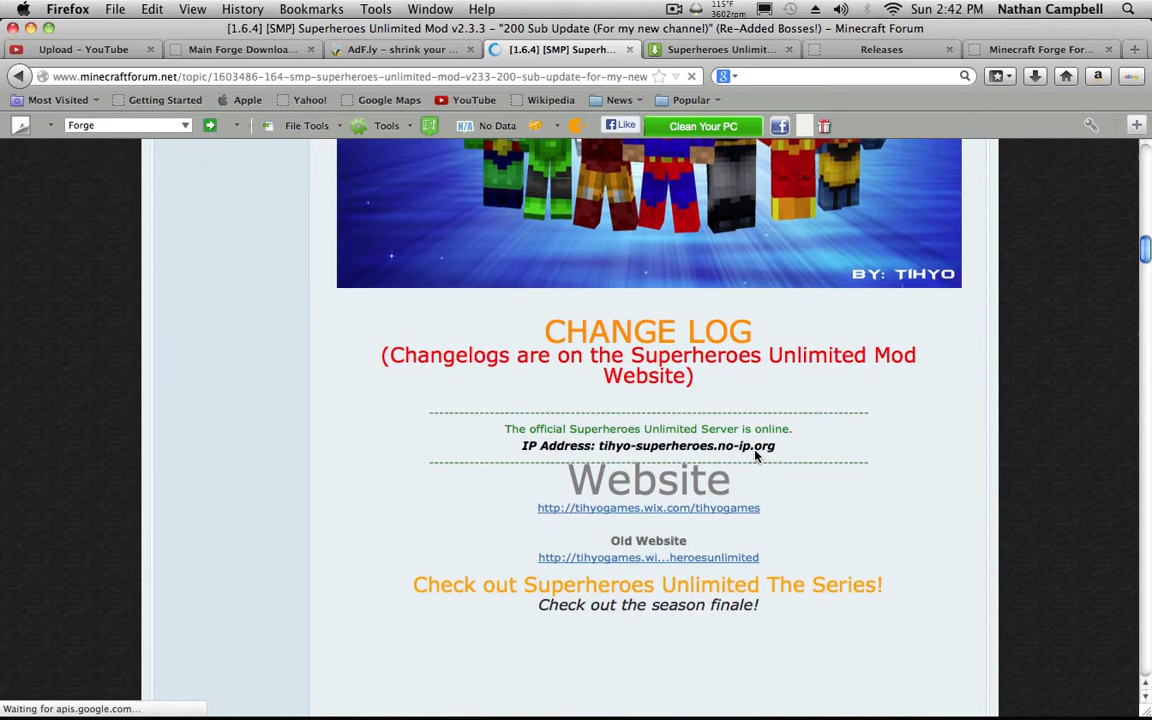 Firefox File Edit View History Bookmarks Tools Window Help 115°F 3602rpm Sun 2:42 PM Nathan Campbell
[1.6.4] [SMP] Superheroes Unlimited Mod v2.3.3 – "200 Sub Update (For my new channel)" (Re-Added Bosses!) – Minecraft Forum
Upload – YouTube × Main Forge Downloa... × AdF.ly – shrink your ... × [1.6.4] [SMP] Superh... × Superheroes Unlimit... × Releases × Minecraft Forge For... ×
www.minecraftforum.net/topic/1603486-164-smp-superheroes-unlimited-mod-v233-200-sub-update-for-my-new
Most Visited Getting Started Apple Yahoo! Google Maps YouTube Wikipedia News Popular
Forge File Tools Tools N/A No Data Like Clean Your PC
BY: TIHYO
CHANGE LOG
(Changelogs are on the Superheroes Unlimited Mod
Website)
The official Superheroes Unlimited Server is online.
IP Address: tihyo-superheroes.no-ip.org
Website
http://tihyogames.wix.com/tihyogames
Old Website
http://tihyogames.wi...heroesunlimited
Check out Superheroes Unlimited The Series!
Check out the season finale!
Waiting for apis.google.com...